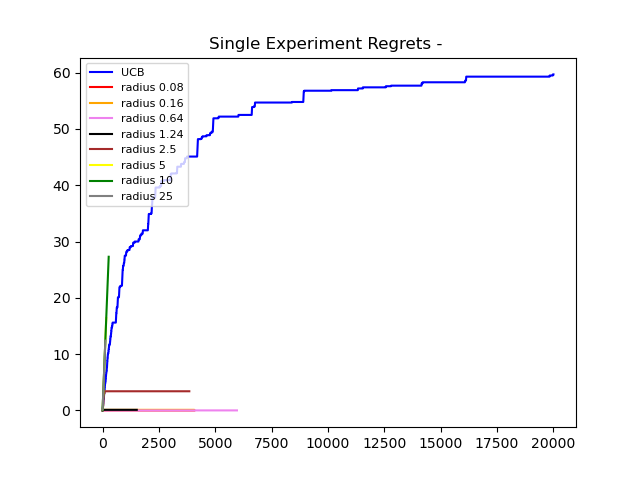 Single Experiment Regrets -
60
50
40
30
20
10
0
UCB
radius 0.08
radius 0.16
radius 0.64
radius 1.24
radius 2.5
radius 5
radius 10
radius 25
0 2500 5000 7500 10000 12500 15000 17500 20000